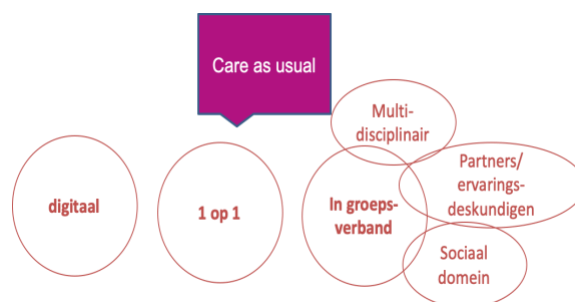 Care as usual
Multi-
disciplinair
Partners/
ervarings-
deskundigen
digitaal
1 op 1
In groeps-
verband
Sociaal
domein